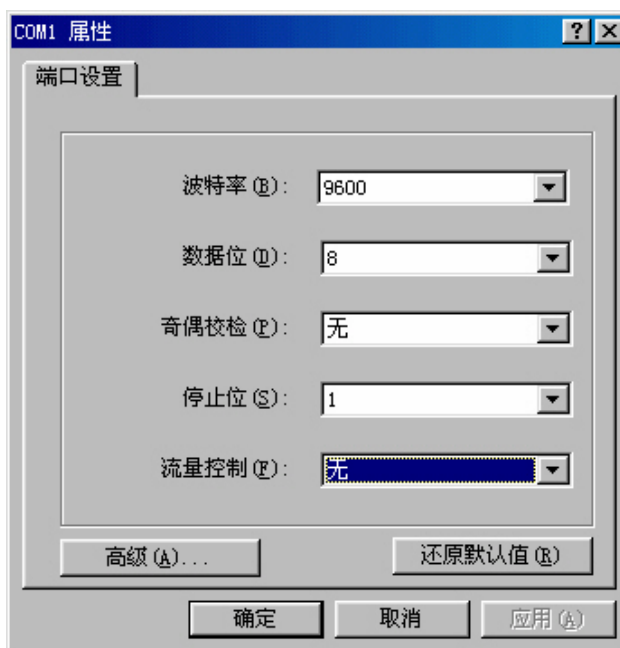 COM1 属性
端口设置
波特率(B): 9600
数据位(D): 8
奇偶校检(P): 无
停止位(S): 1
流量控制(F): 无
高级(A)... 还原默认值(R)
确定 取消 应用(A)